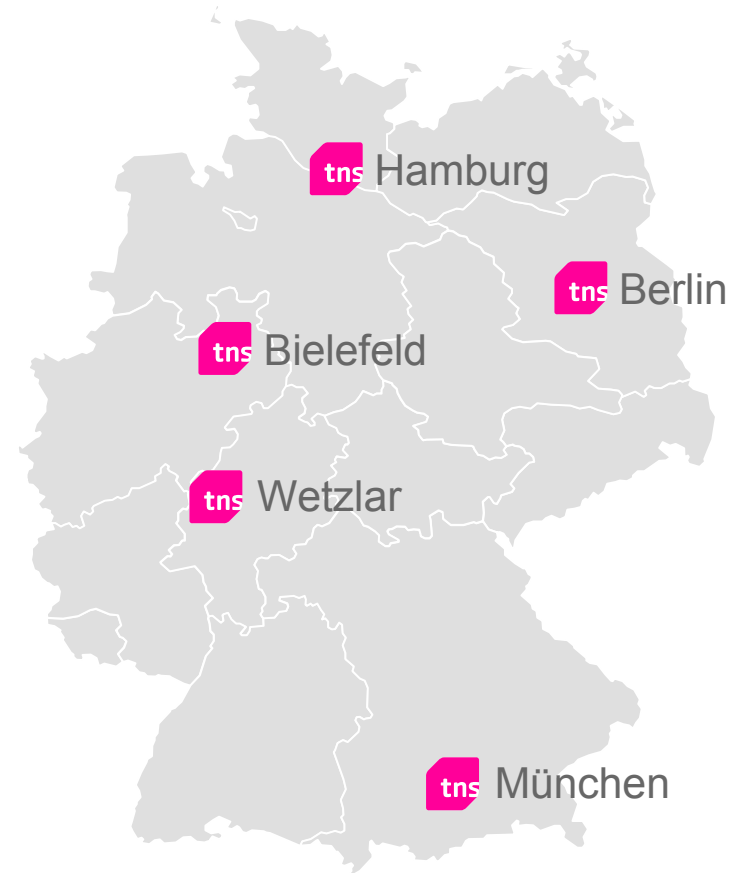 tns Hamburg
tns Berlin
tns Bielefeld
tns Wetzlar
tns München